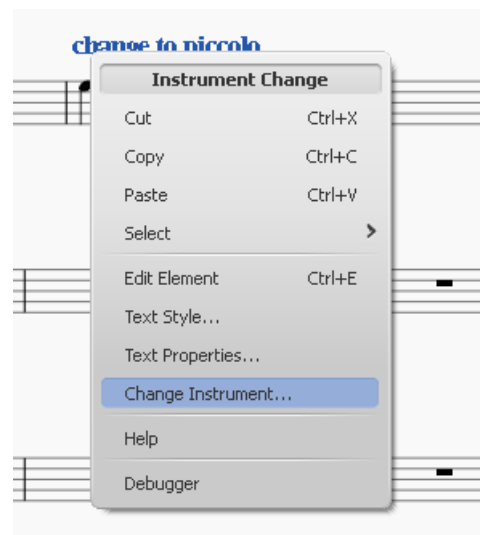 change to piccolo
Instrument Change
Cut Ctrl+X
Copy Ctrl+C
Paste Ctrl+V
Select
Edit Element Ctrl+E
Text Style...
Text Properties...
Change Instrument...
Help
Debugger